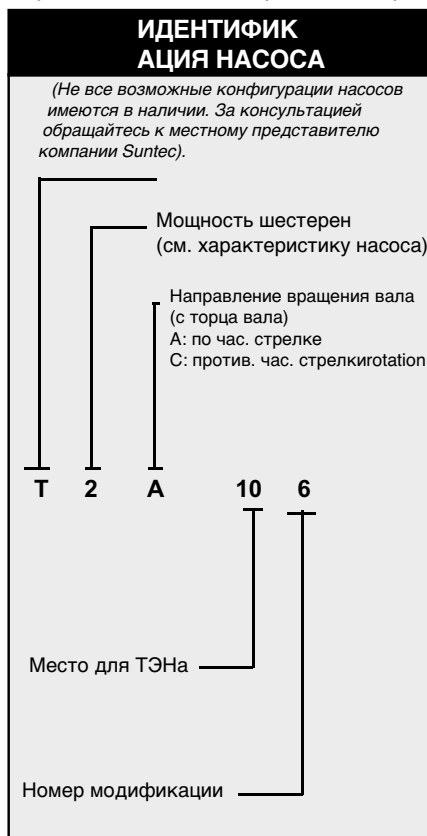 ИДЕНТИФИК
АЦИЯ НАСОСА
(Не все возможные конфигурации насосов
имеются в наличии. За консультацией
обращайтесь к местному представителю
компании Suntec).
Мощность шестерен
(см. характеристику насоса)
Направление вращения вала
(с торца вала)
А: по час. стрелке
С: против. час. стрелкиrotation
T 2 A 10 6
Место для ТЭНа
Номер модификации